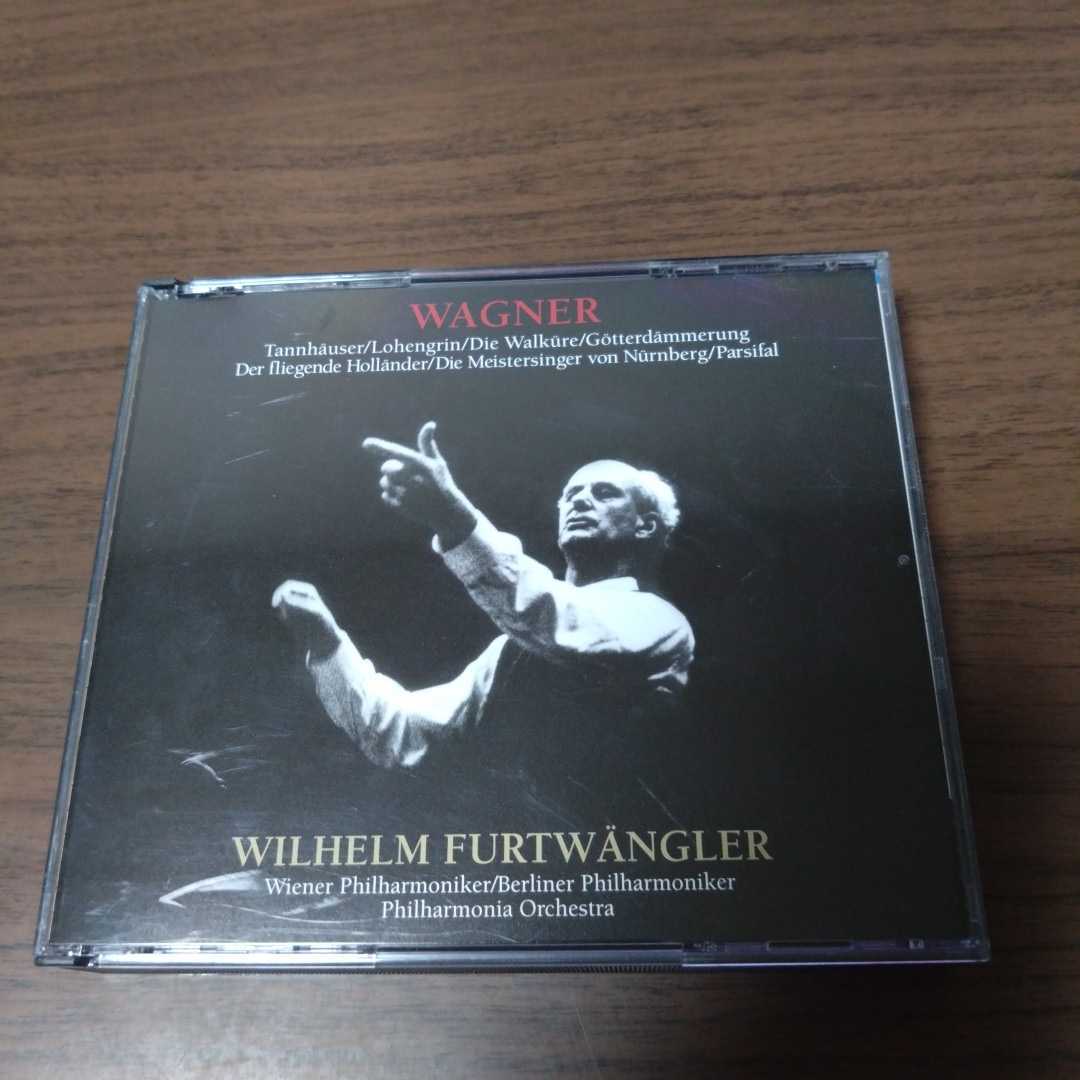 WAGNER
Tannhäuser/Lohengrin/Die Walküre/Götterdämmerung
Der fliegende Holländer/Die Meistersinger von Nürnberg/Parsifal
WILHELM FURTWÄNGLER
Wiener Philharmoniker/Berliner Philharmoniker
Philharmonia Orchestra